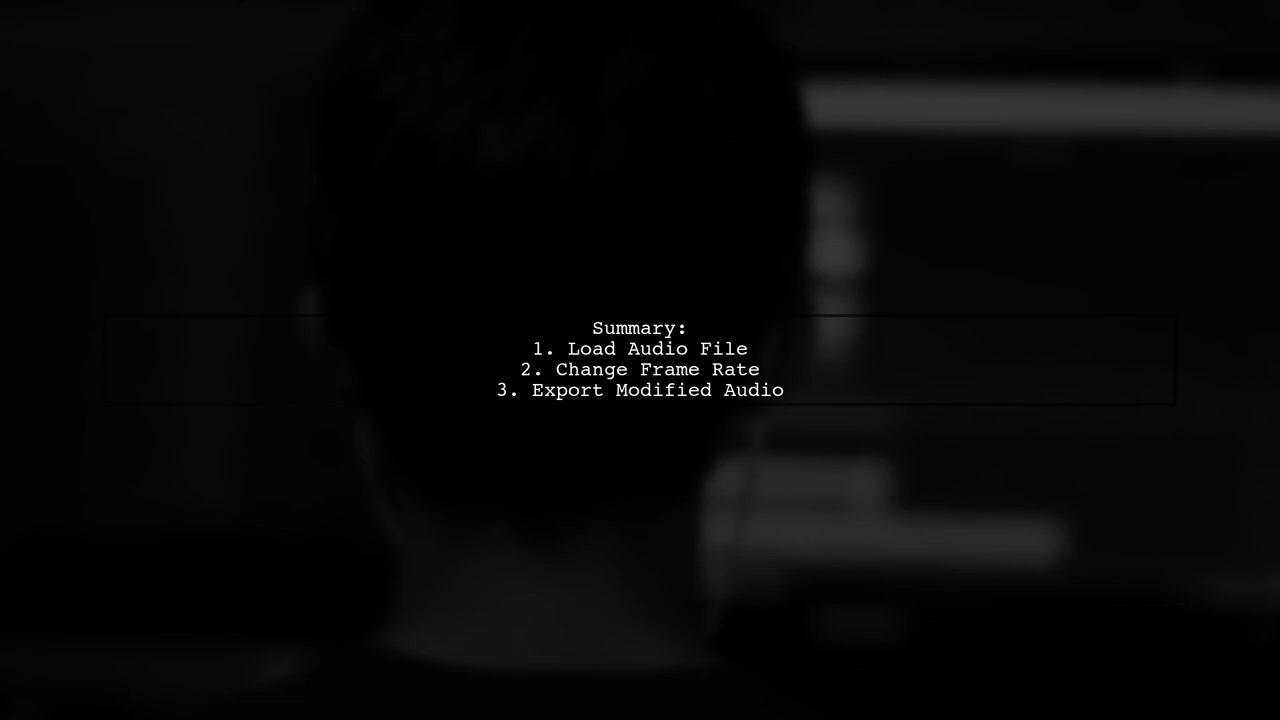 Summary:
1. Load Audio File
2. Change Frame Rate
3. Export Modified Audio